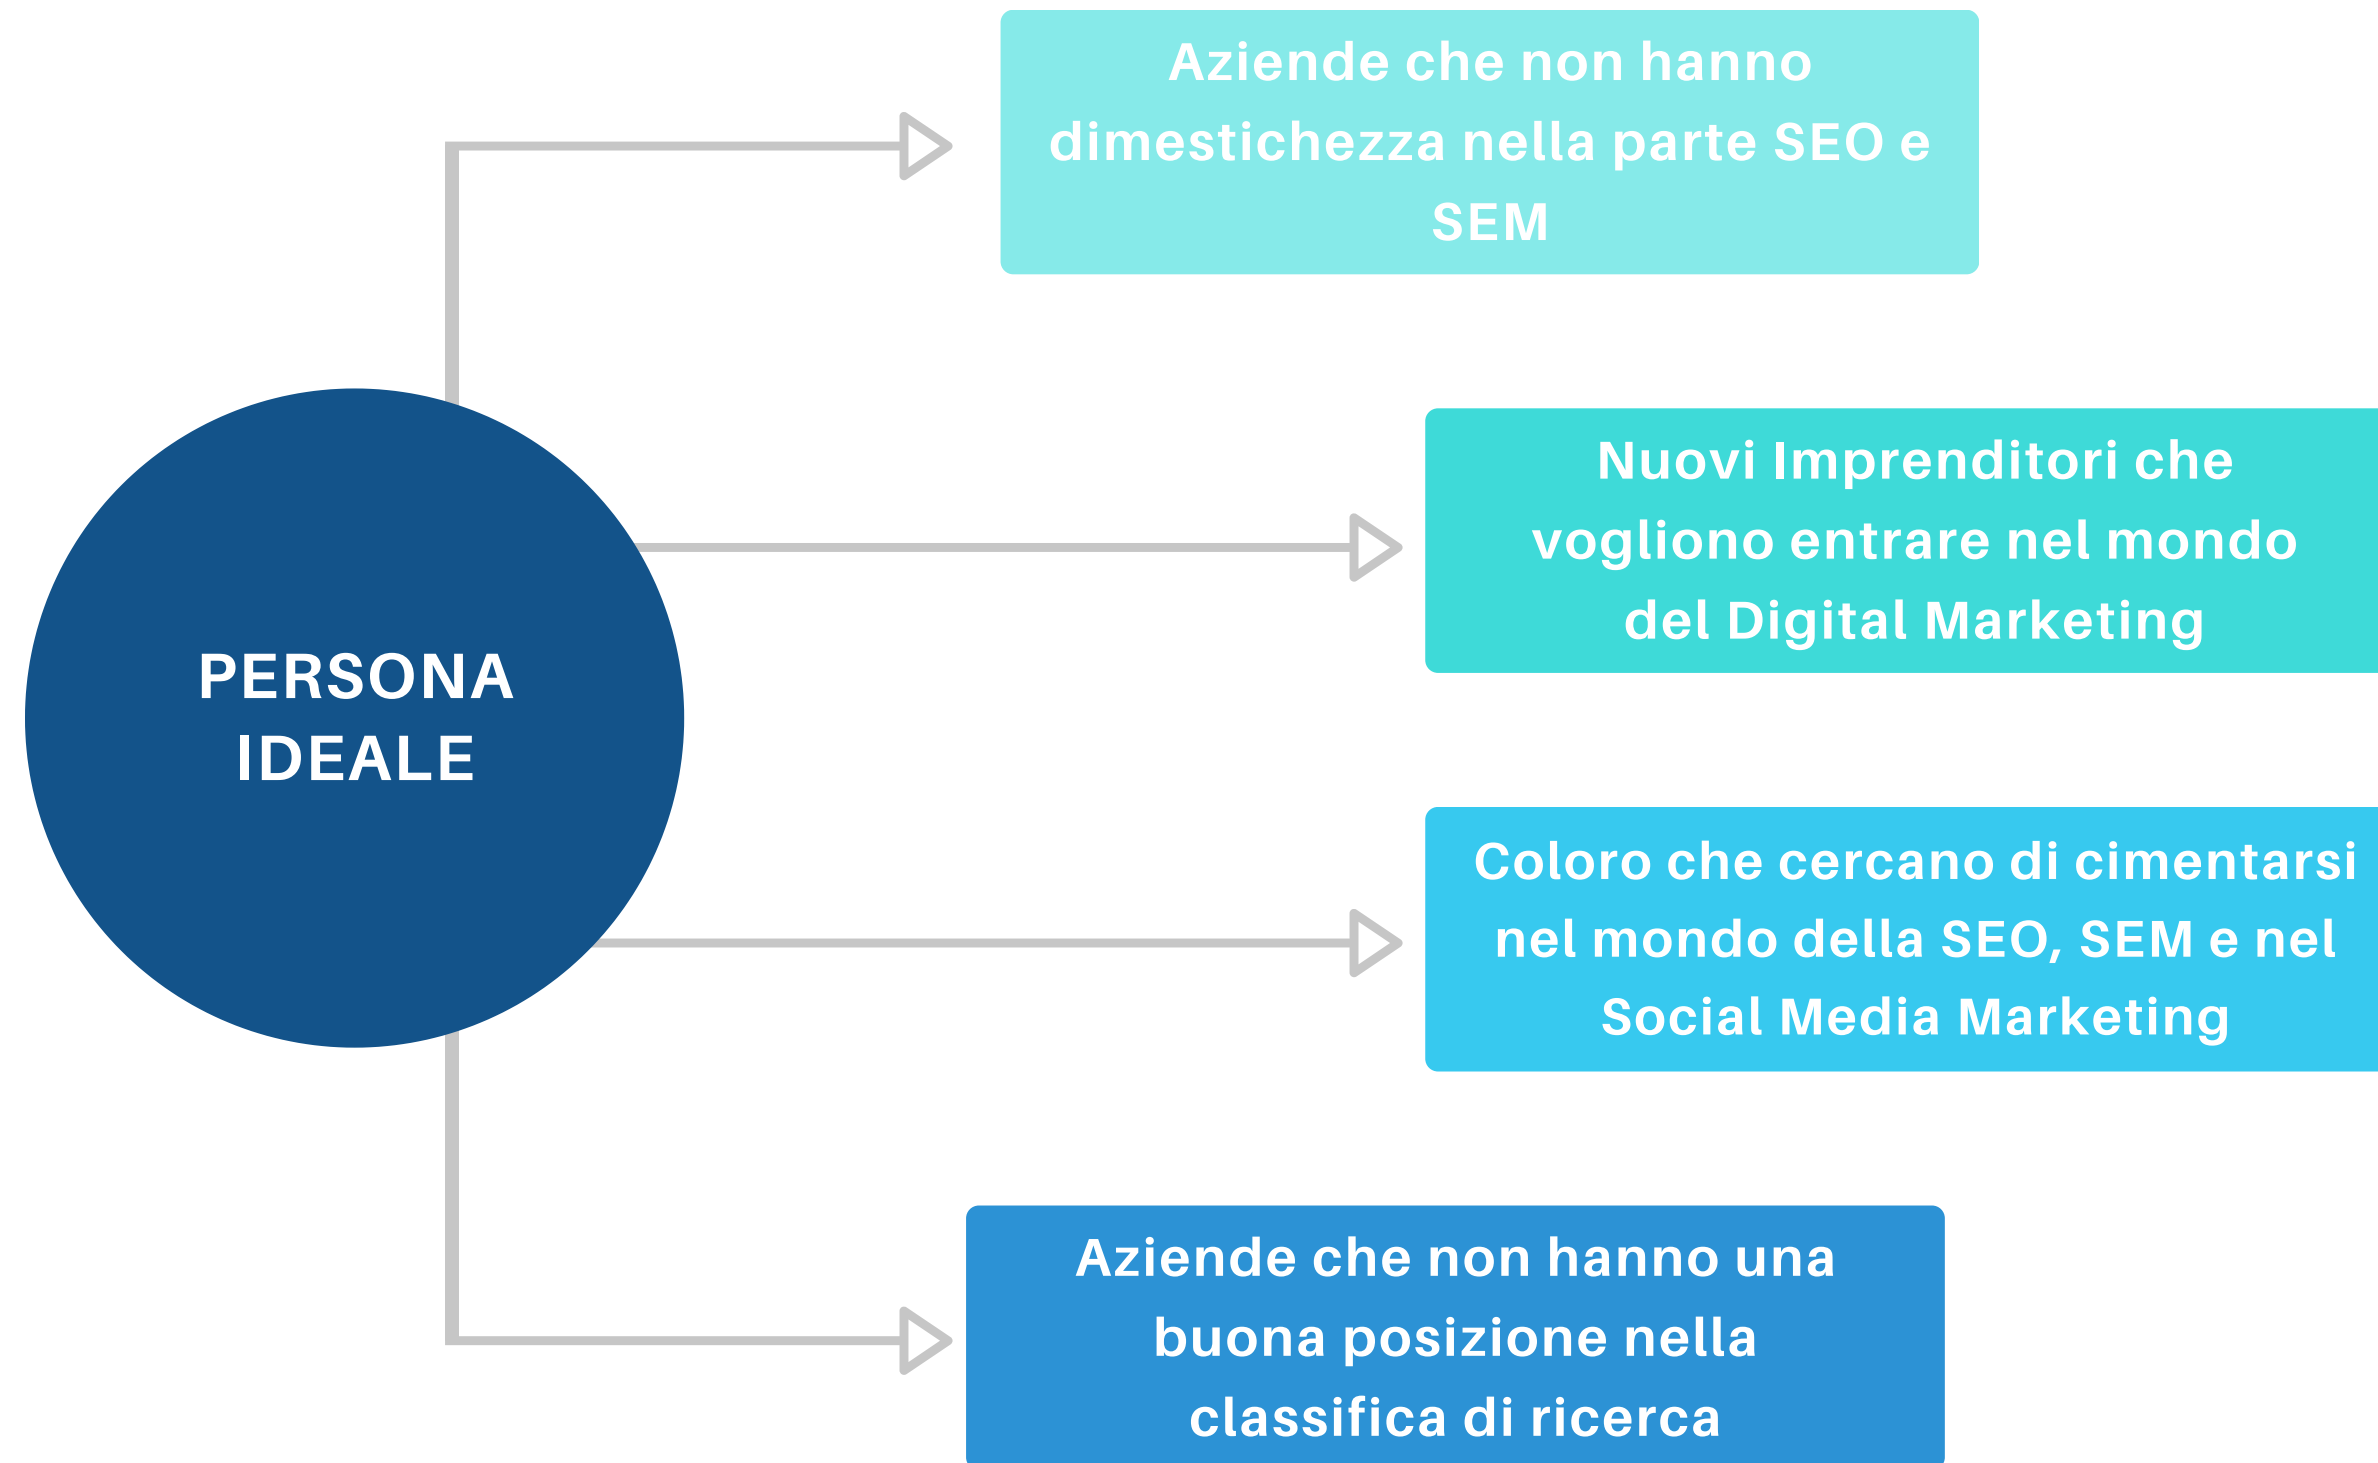 Aziende che non hanno
dimestichezza nella parte SEO e
SEM
Nuovi Imprenditori che
vogliono entrare nel mondo
del Digital Marketing
PERSONA
IDEALE
Coloro che cercano di cimentarsi
nel mondo della SEO, SEM e nel
Social Media Marketing
Aziende che non hanno una
buona posizione nella
classifica di ricerca